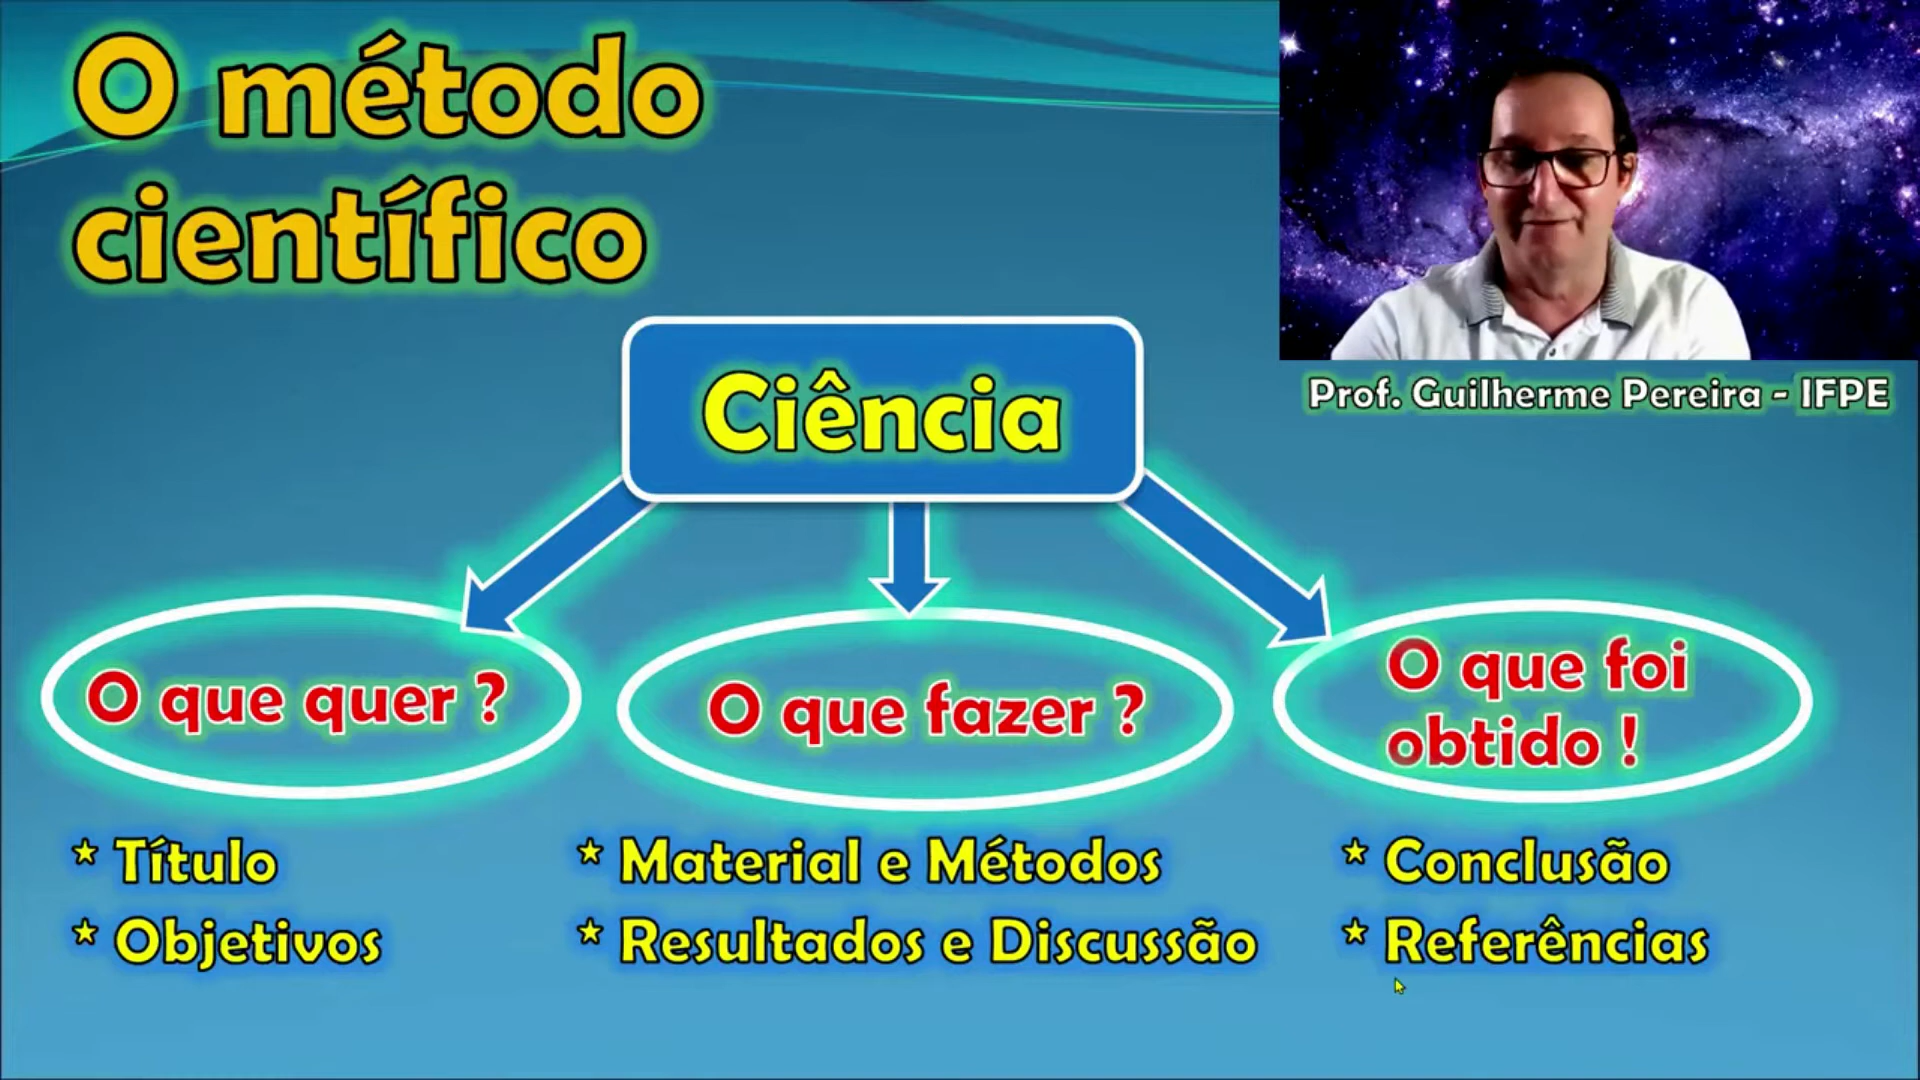 O método
científico
Prof. Guilherme Pereira - IFPE
Ciência
O que quer ?
O que fazer ?
O que foi
obtido !
* Título
* Objetivos
* Material e Métodos
* Resultados e Discussão
* Conclusão
* Referências